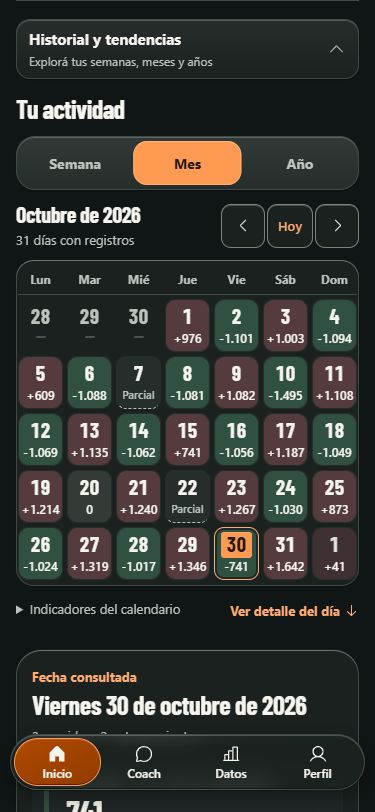 Historial y tendencias
Explorá tus semanas, meses y años
Tu actividad
Semana Mes Año
Octubre de 2026
31 días con registros
Hoy
Lun Mar Mié Jue Vie Sáb Dom
28 29 30 1 2 3 4
— — — +976 -1.101 +1.003 -1.094
5 6 7 8 9 10 11
+609 -1.088 Parcial -1.081 +1.082 -1.495 +1.108
12 13 14 15 16 17 18
-1.069 +1.135 -1.062 +741 -1.056 +1.187 -1.049
19 20 21 22 23 24 25
+1.214 0 +1.240 Parcial +1.267 -1.030 +873
26 27 28 29 30 31 1
-1.024 +1.319 -1.017 +1.346 -741 +1.642 +41
Indicadores del calendario Ver detalle del día ↓
Fecha consultada
Viernes 30 de octubre de 2026
Inicio Coach Datos Perfil
741